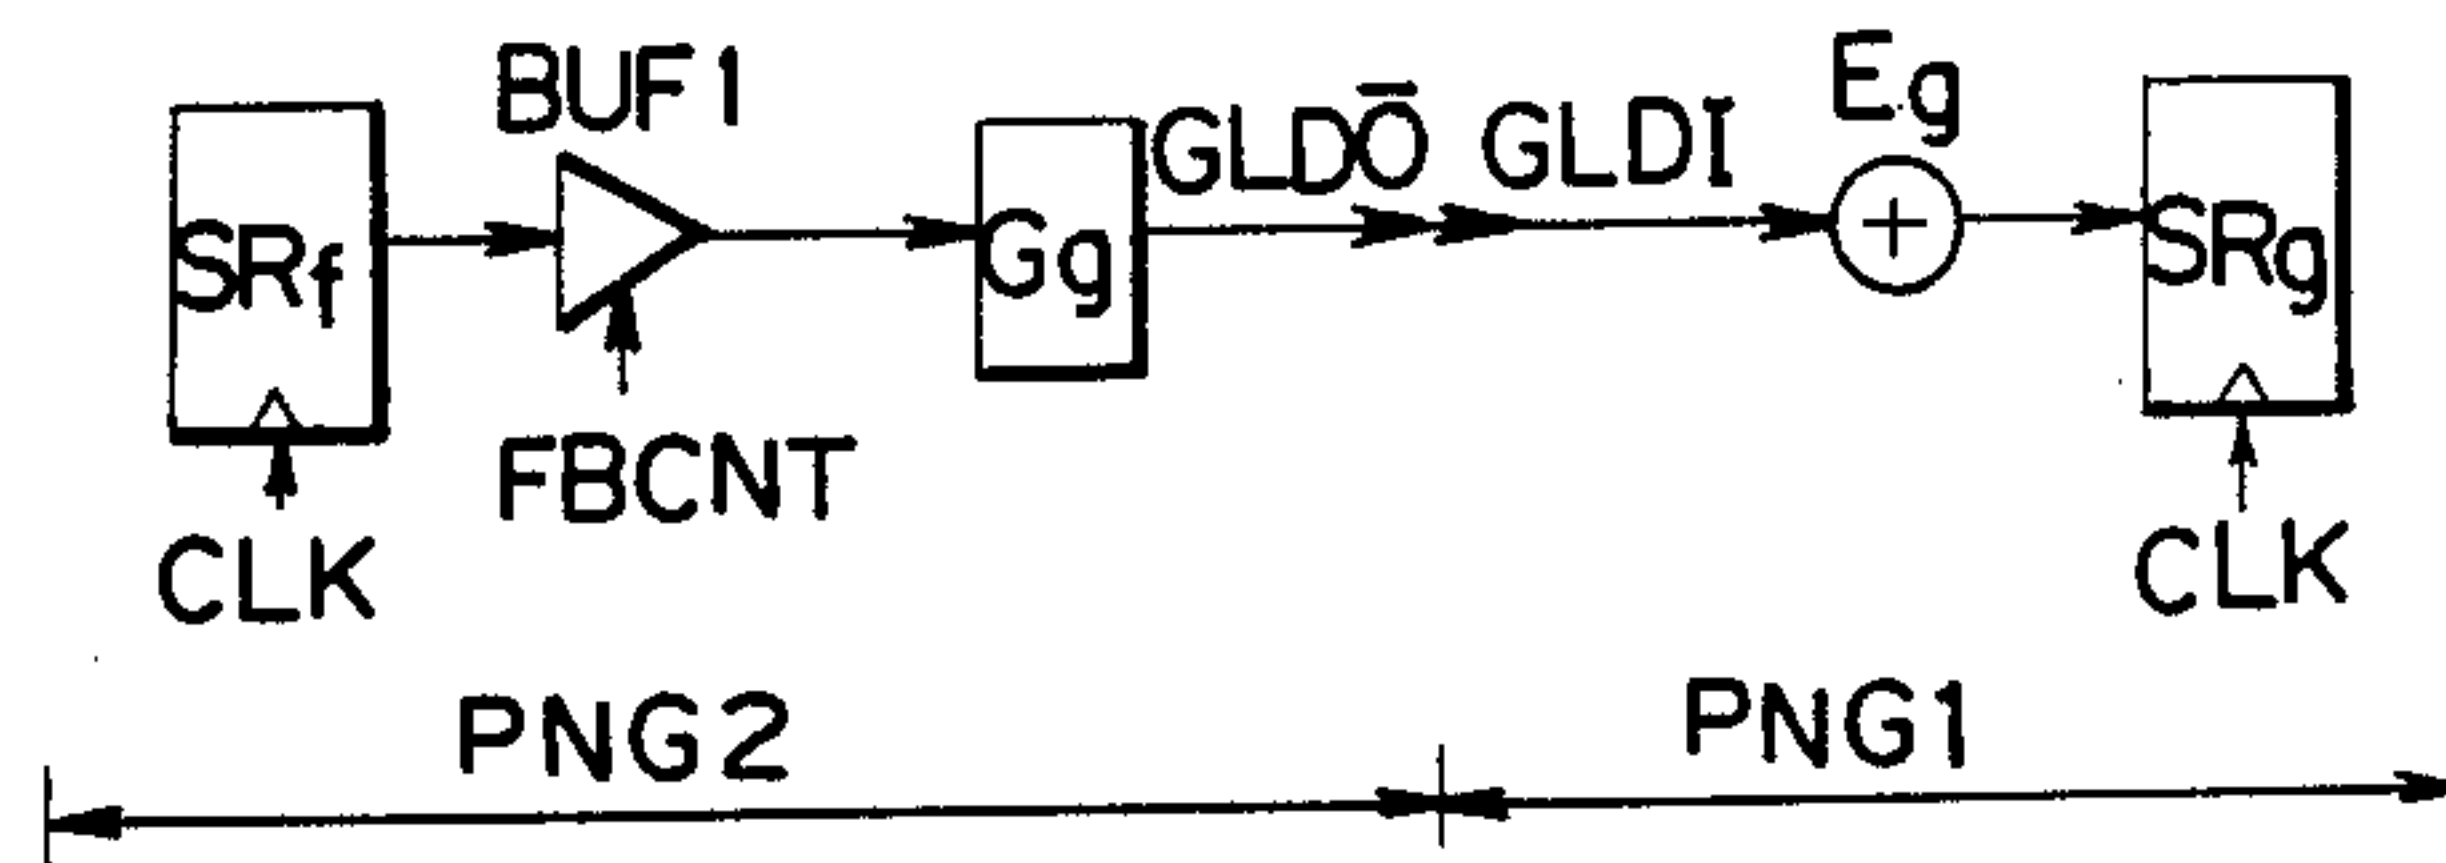 BUF1
GLDŌ GLDI
Eg
SRf
Gg
+
SRg
FBCNT
CLK
CLK
PNG2
PNG1